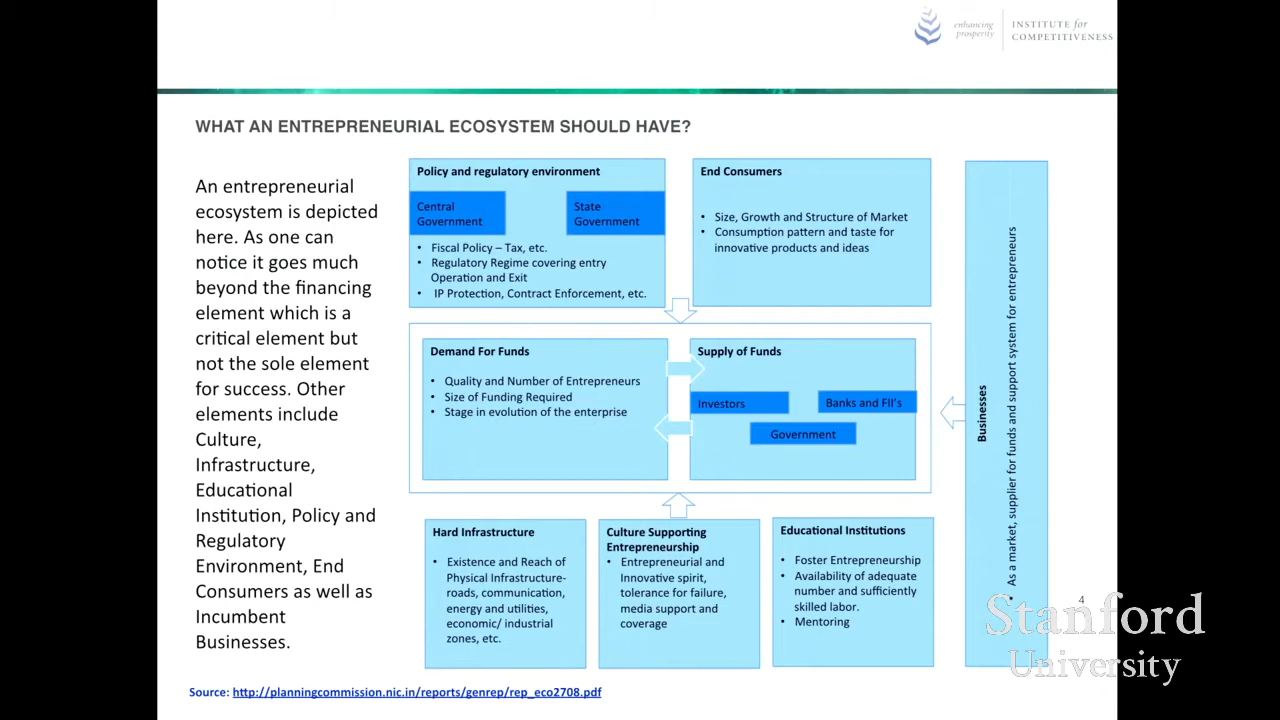 enhancing
prosperity
INSTITUTE for
COMPETITIVENESS
WHAT AN ENTREPRENEURIAL ECOSYSTEM SHOULD HAVE?
An entrepreneurial
ecosystem is depicted
here. As one can
notice it goes much
beyond the financing
element which is a
critical element but
not the sole element
for success. Other
elements include
Culture,
Infrastructure,
Educational
Institution, Policy and
Regulatory
Environment, End
Consumers as well as
Incumbent
Businesses.
Policy and regulatory environment
Central
Government
State
Government
• Fiscal Policy – Tax, etc.
• Regulatory Regime covering entry
Operation and Exit
• IP Protection, Contract Enforcement, etc.
End Consumers
• Size, Growth and Structure of Market
• Consumption pattern and taste for
innovative products and ideas
Demand For Funds
• Quality and Number of Entrepreneurs
• Size of Funding Required
• Stage in evolution of the enterprise
Supply of Funds
Investors
Banks and FII's
Government
Businesses
• As a market, supplier for funds and support system for entrepreneurs
Hard Infrastructure
• Existence and Reach of
Physical Infrastructure-
roads, communication,
energy and utilities,
economic/ industrial
zones, etc.
Culture Supporting
Entrepreneurship
• Entrepreneurial and
Innovative spirit,
tolerance for failure,
media support and
coverage
Educational Institutions
• Foster Entrepreneurship
• Availability of adequate
number and sufficiently
skilled labor.
• Mentoring
4
Stanford
University
Source: http://planningcommission.nic.in/reports/genrep/rep_eco2708.pdf